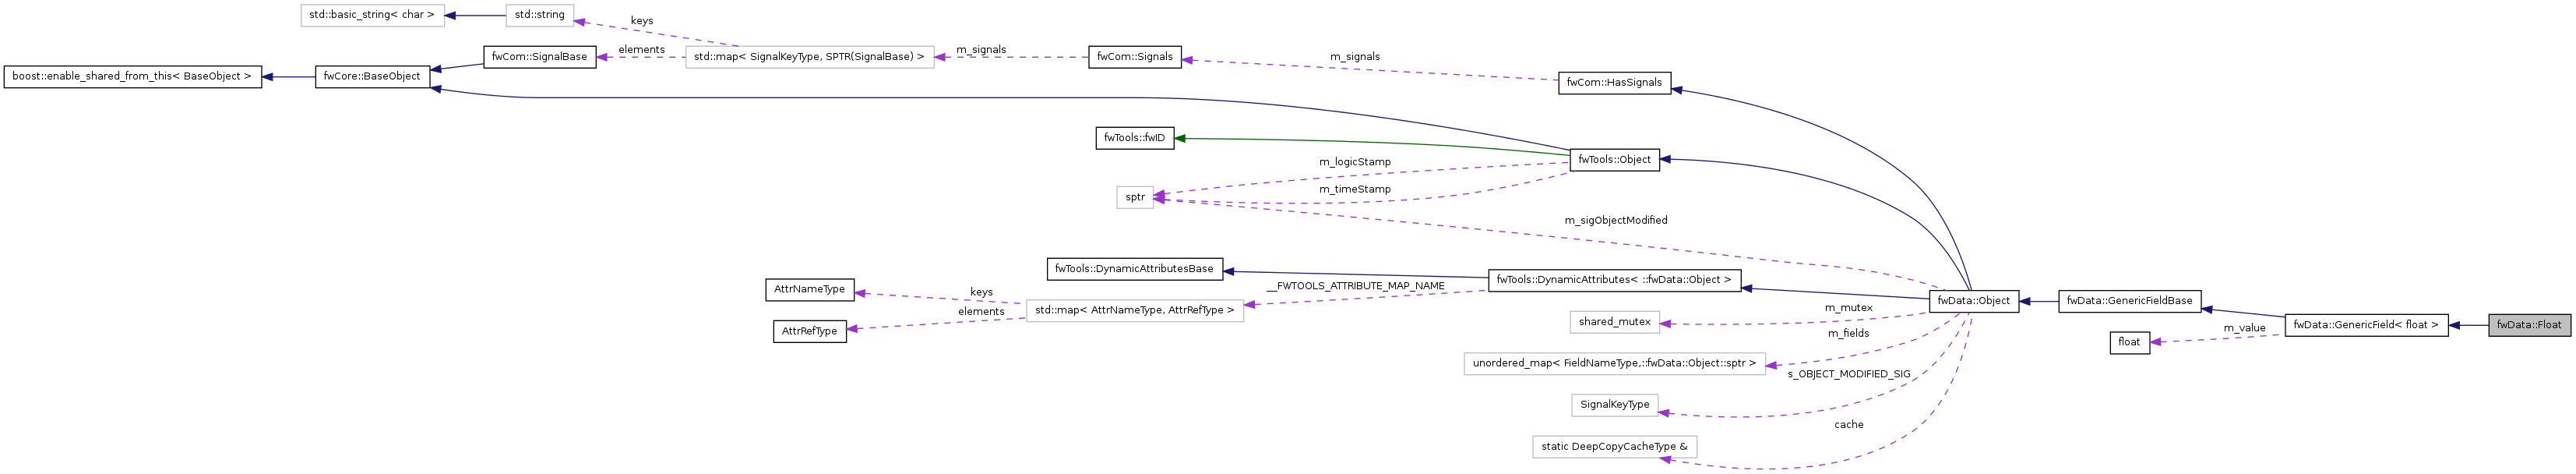 std::basic_string< char >
std::string
keys
boost::enable_shared_from_this< BaseObject >
fwCore::BaseObject
fwCom::SignalBase
elements
std::map< SignalKeyType, SPTR(SignalBase) >
m_signals
fwCom::Signals
m_signals
fwCom::HasSignals
fwTools::fwID
fwTools::Object
m_logicStamp
m_timeStamp
sptr
m_sigObjectModified
fwTools::DynamicAttributesBase
fwTools::DynamicAttributes< ::fwData::Object >
__FWTOOLS_ATTRIBUTE_MAP_NAME
AttrNameType
keys
elements
std::map< AttrNameType, AttrRefType >
AttrRefType
fwData::Object
fwData::GenericFieldBase
fwData::GenericField< float >
fwData::Float
m_value
float
m_mutex
shared_mutex
m_fields
unordered_map< FieldNameType,::fwData::Object::sptr >
s_OBJECT_MODIFIED_SIG
SignalKeyType
cache
static DeepCopyCacheType &